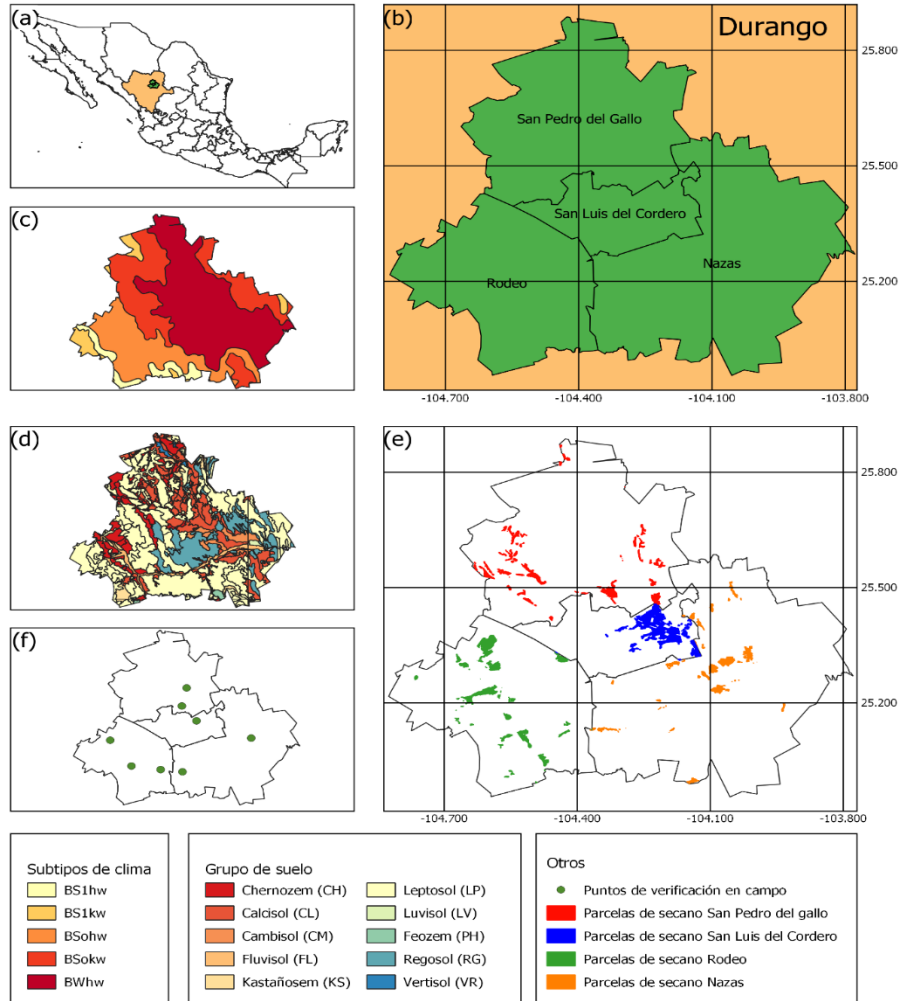 (a)
(b)
Durango
25.800
San Pedro del Gallo
25.500
San Luis del Cordero
Nazas
Rodeo
25.200
-104.700
-104.400
-104.100
-103.800
(c)
(d)
(e)
25.800
25.500
25.200
-104.700
-104.400
-104.100
-103.800
(f)
Subtipos de clima
BS1hw
BS1kw
BSohw
BSokw
BWhw
Grupo de suelo
Chernozem (CH)
Calcisol (CL)
Cambisol (CM)
Fluvisol (FL)
Kastañosem (KS)
Leptosol (LP)
Luvisol (LV)
Feozem (PH)
Regosol (RG)
Vertisol (VR)
Otros
Puntos de verificación en campo
Parcelas de secano San Pedro del gallo
Parcelas de secano San Luis del Cordero
Parcelas de secano Rodeo
Parcelas de secano Nazas